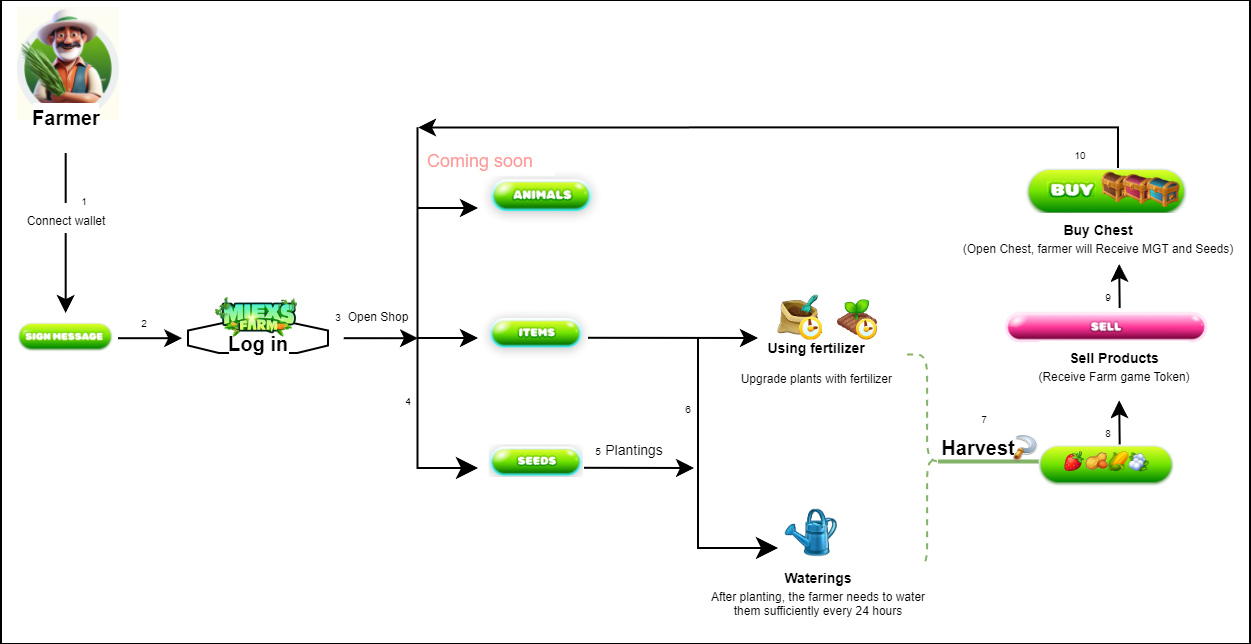 Farmer
1
Connect wallet
SIGN MESSAGE
2
MIEXS
FARM
Log in
3 Open Shop
4
Coming soon
ANIMALS
ITEMS
SEEDS
5 Plantings
6
Using fertilizer
Upgrade plants with fertilizer
Waterings
After planting, the farmer needs to water
them sufficiently every 24 hours
7
Harvest
8
Sell Products
(Receive Farm game Token)
SELL
9
Buy Chest
(Open Chest, farmer will Receive MGT and Seeds)
BUY
10